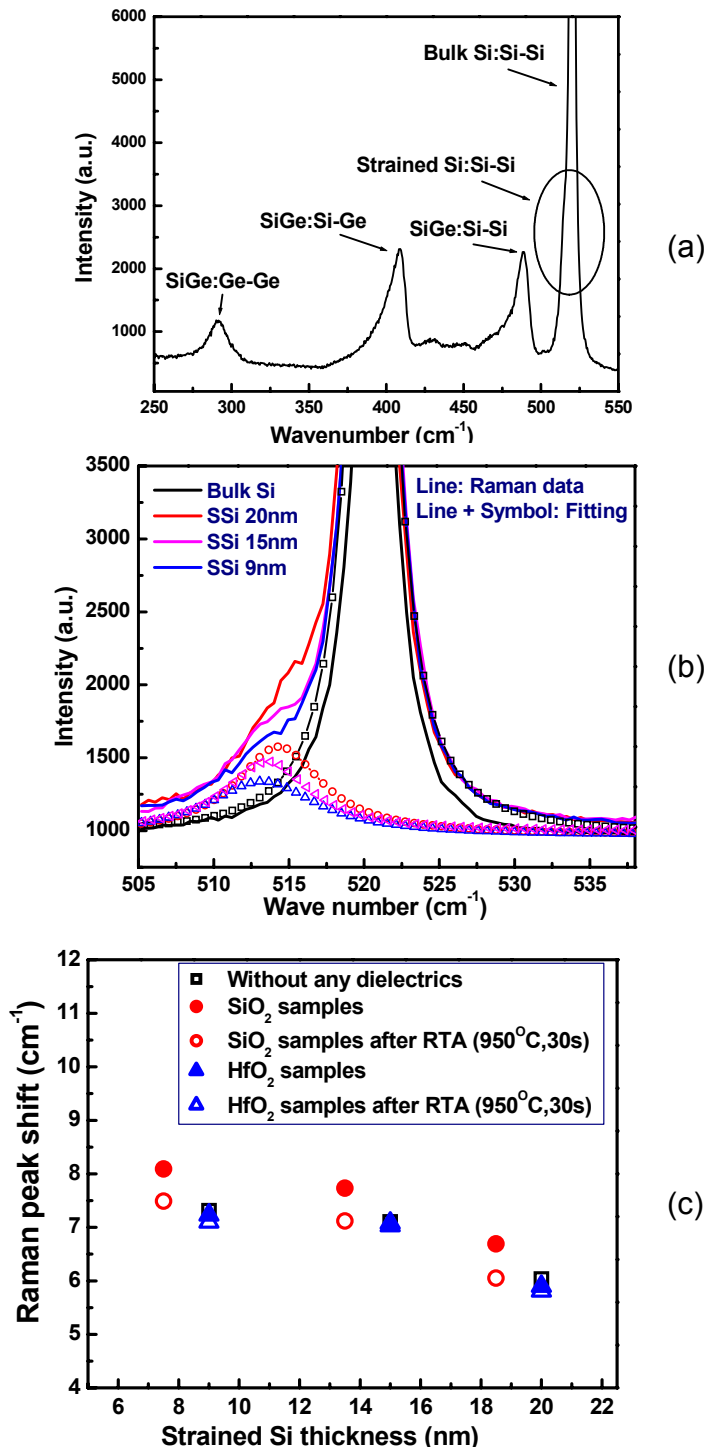 6000
5000
4000
3000
2000
1000
Intensity (a.u.)
Bulk Si:Si-Si
Strained Si:Si-Si
SiGe:Si-Ge
SiGe:Si-Si
SiGe:Ge-Ge
250 300 350 400 450 500 550
Wavenumber (cm⁻¹)
(a)
3500
3000
2500
2000
1500
1000
Intensity (a.u.)
Bulk Si
SSi 20nm
SSi 15nm
SSi 9nm
Line: Raman data
Line + Symbol: Fitting
505 510 515 520 525 530 535
Wave number (cm⁻¹)
(b)
12
11
10
9
8
7
6
5
4
Raman peak shift (cm⁻¹)
Without any dielectrics
SiO₂ samples
SiO₂ samples after RTA (950⁰C,30s)
HfO₂ samples
HfO₂ samples after RTA (950⁰C,30s)
6 8 10 12 14 16 18 20 22
Strained Si thickness (nm)
(c)